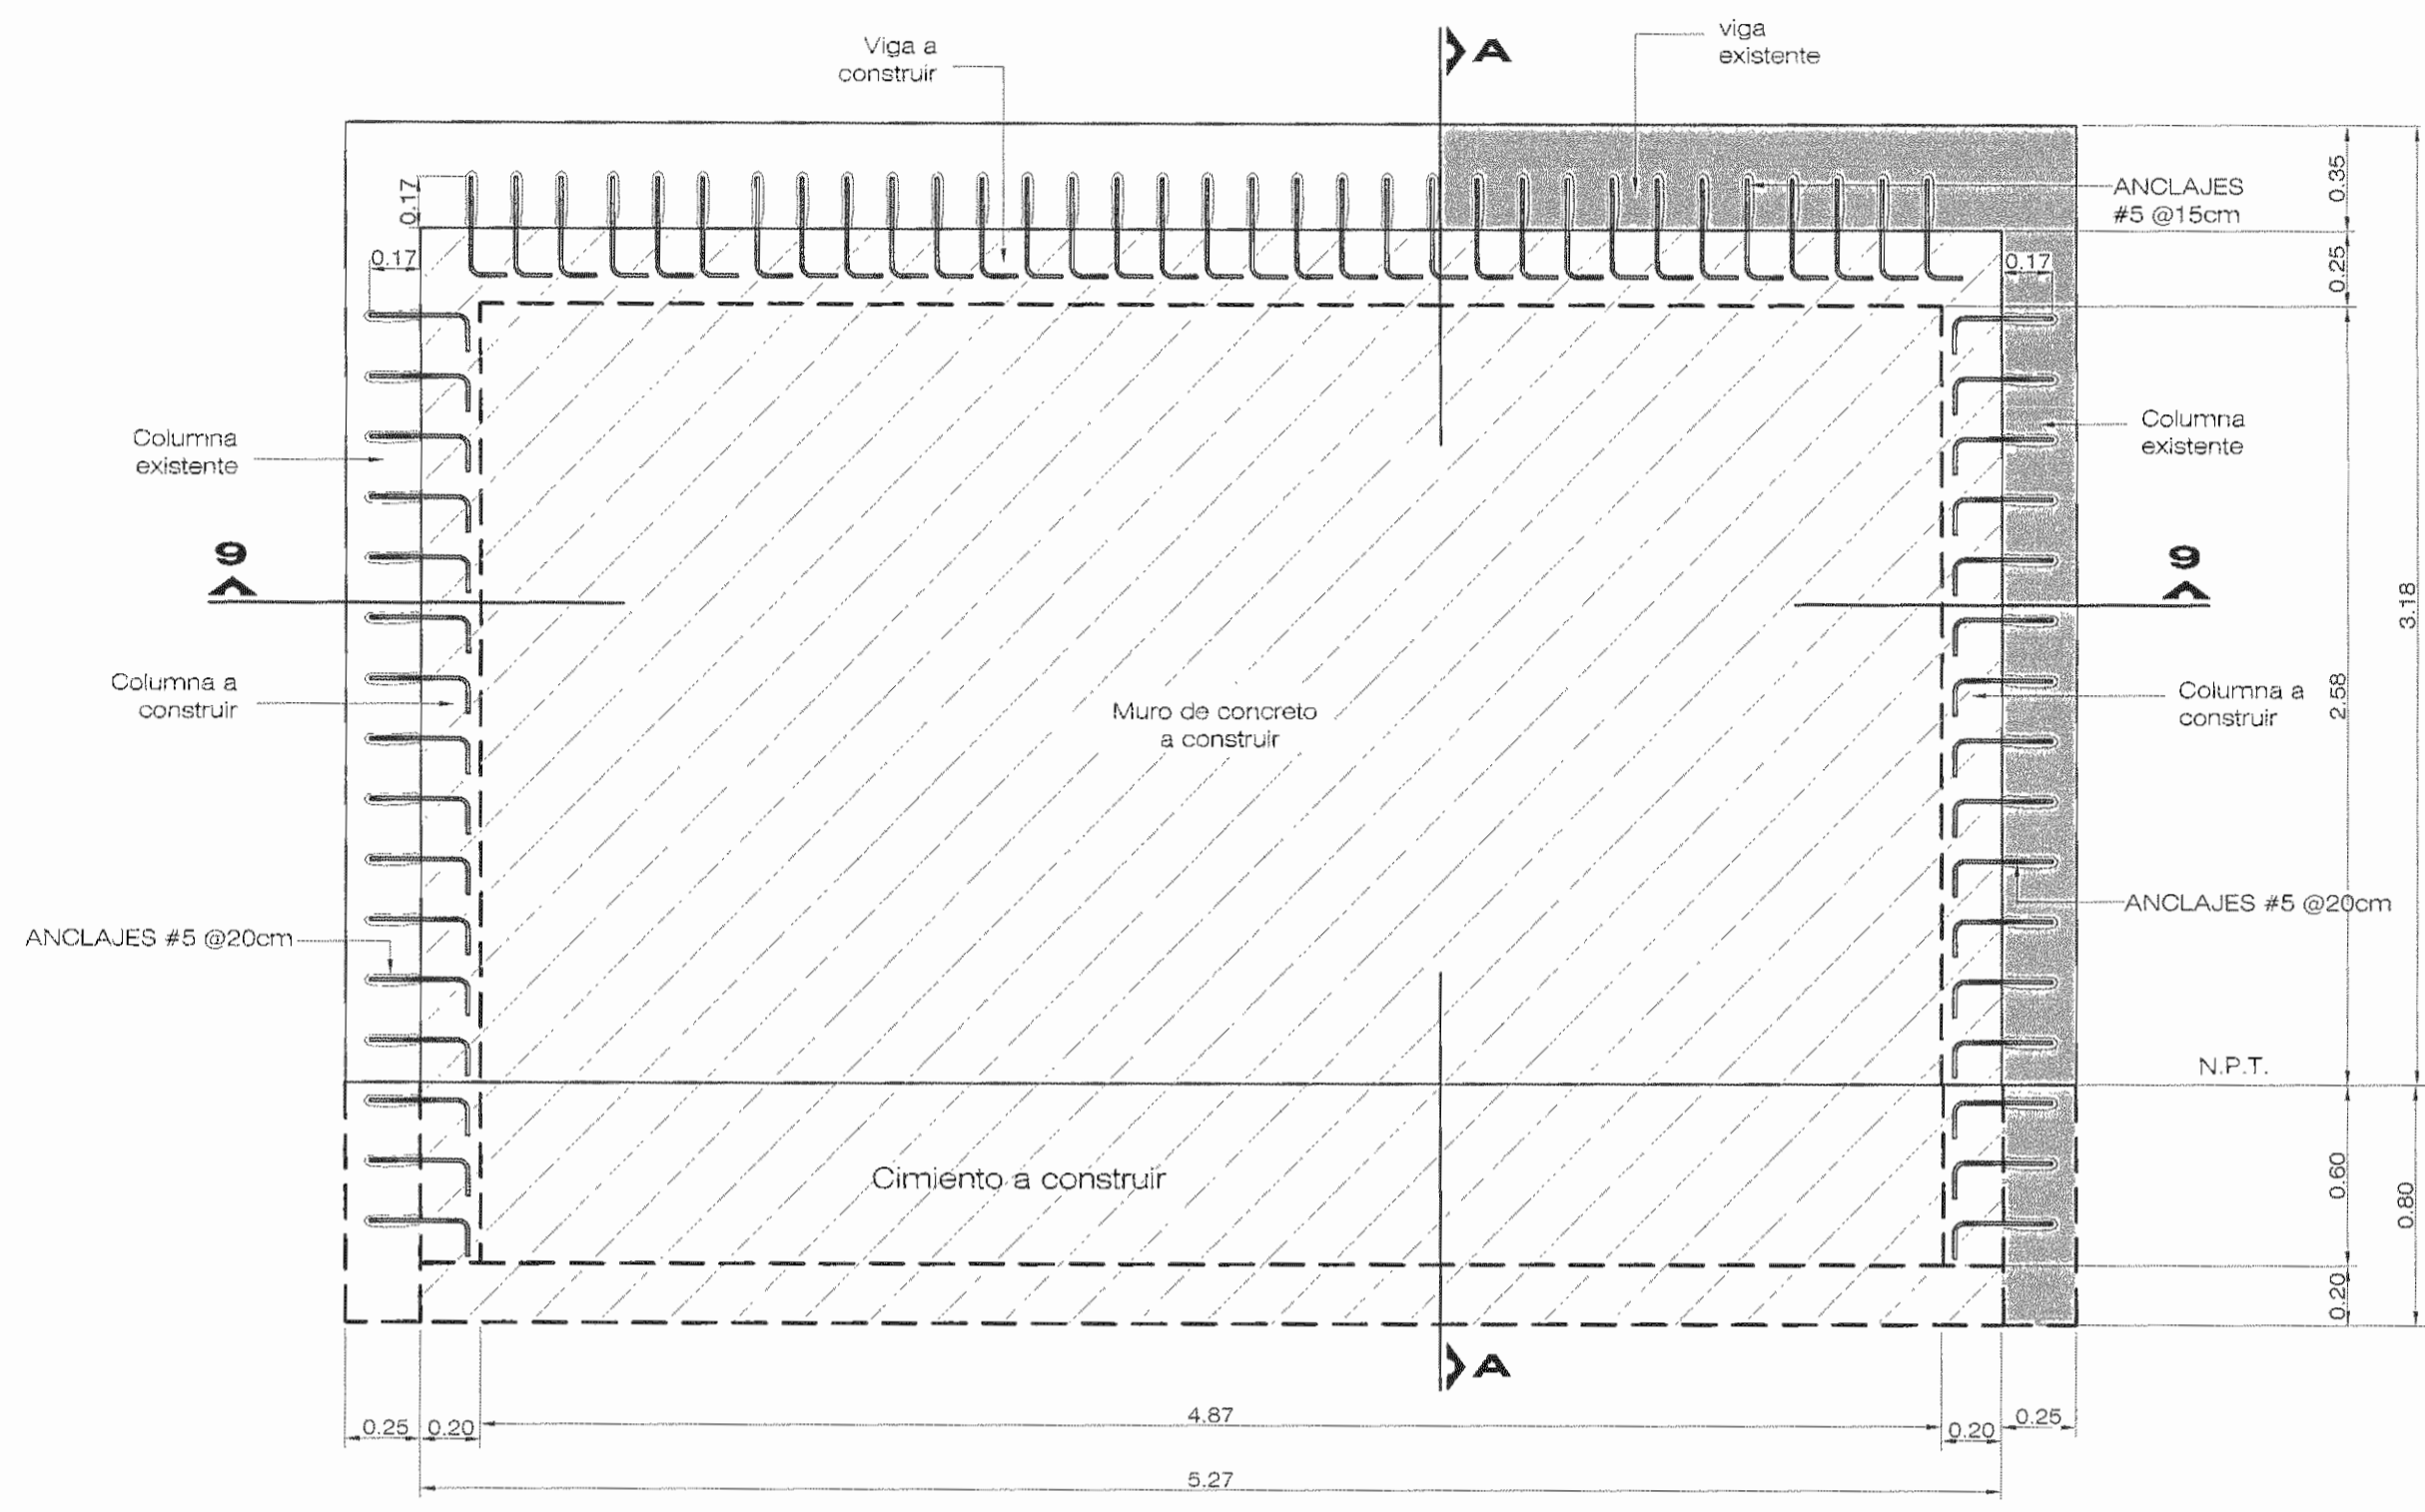 Viga a
construir
A
viga
existente
0.17
0.35
ANCLAJES
#5 @15cm
0.17
0.25
0.17
Columna
existente
Columna
existente
9
9
3.18
Columna a
construir
Muro de concreto
a construir
2.58
Columna a
construir
ANCLAJES #5 @20cm
ANCLAJES #5 @20cm
N.P.T.
Cimiento a construir
0.60
0.80
0.20
A
0.25
0.20
4.87
0.20
0.25
5.27